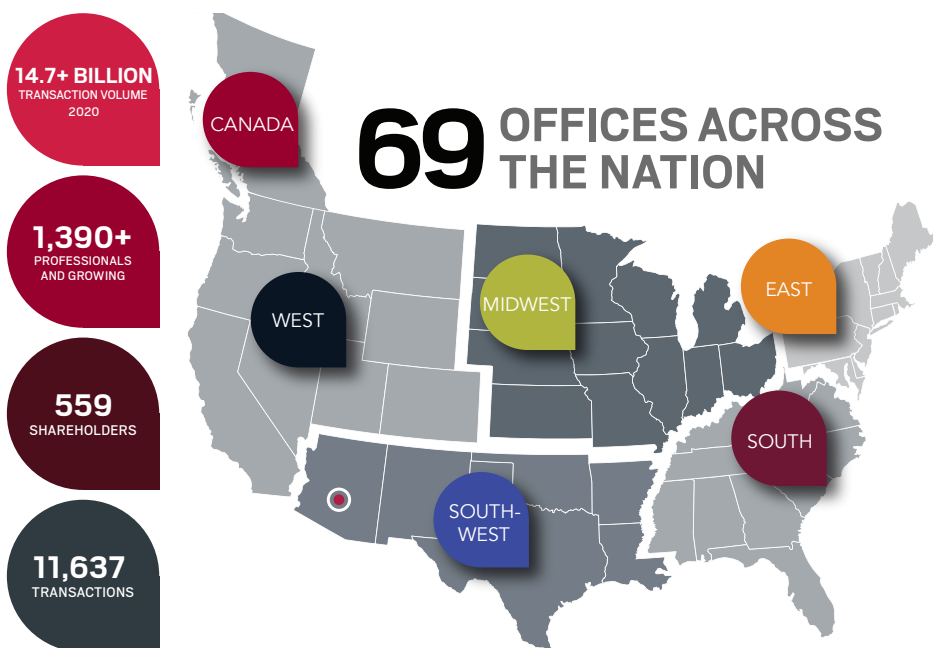 14.7+ BILLION
TRANSACTION VOLUME
2020
1,390+
PROFESSIONALS
AND GROWING
559
SHAREHOLDERS
11,637
TRANSACTIONS
69 OFFICES ACROSS
THE NATION
CANADA
WEST
MIDWEST
EAST
SOUTH
SOUTH-
WEST